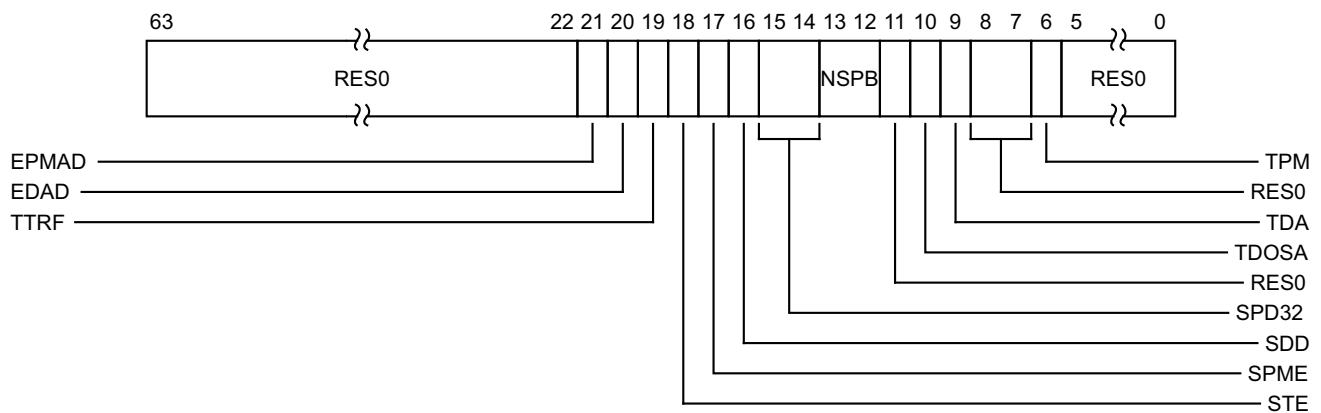 63 22 21 20 19 18 17 16 15 14 13 12 11 10 9 8 7 6 5 0
RES0 NSPB RES0
EPMAD TPM
EDAD RES0
TTRF TDA
TDOSA
RES0
SPD32
SDD
SPME
STE